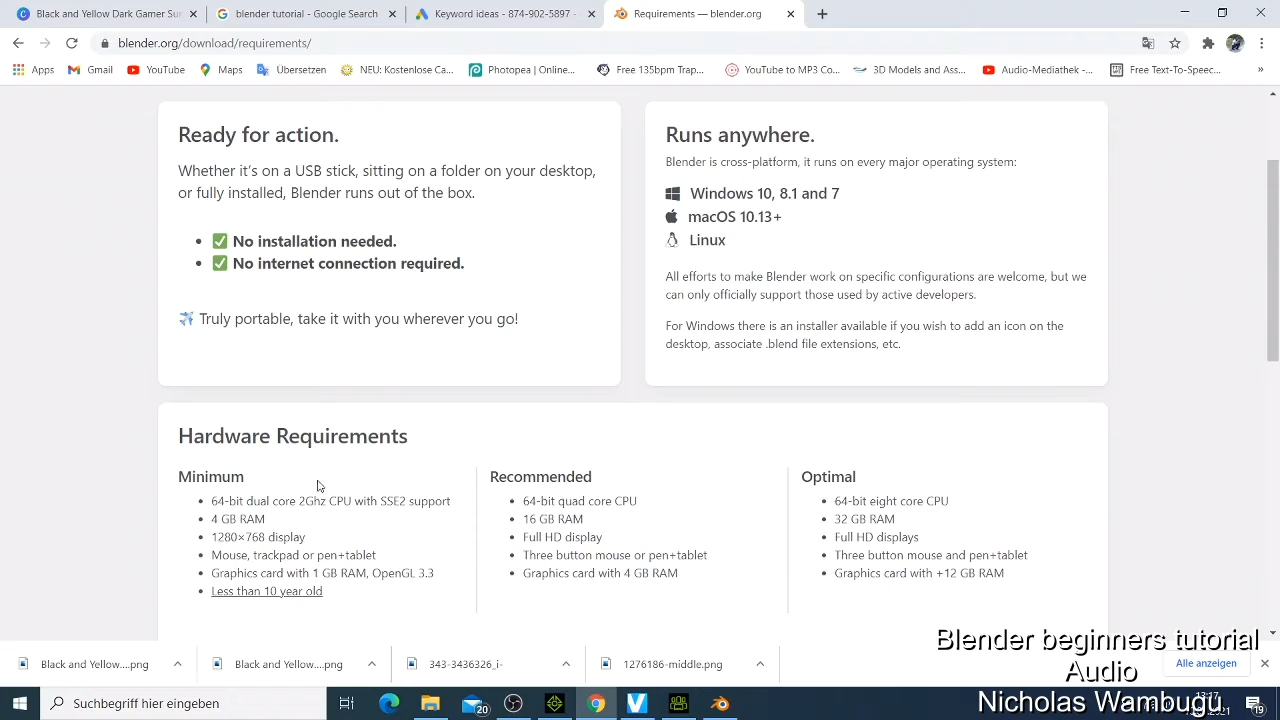 Black and Yellow Dark Gamer Su
blender tutorial - Google Search
Keyword ideas - 874-902-5897 -
Requirements — blender.org
blender.org/download/requirements/
Apps
Gmail
YouTube
Maps
Übersetzen
NEU: Kostenlose Ca...
Photopea | Online...
Free 135bpm Trap...
YouTube to MP3 Co...
3D Models and Ass...
Audio-Mediathek -...
Free Text-To-Speec...
»
Ready for action.
Whether it's on a USB stick, sitting on a folder on your desktop,
or fully installed, Blender runs out of the box.
• ✅ No installation needed.
• ✅ No internet connection required.
✈️ Truly portable, take it with you wherever you go!
Runs anywhere.
Blender is cross-platform, it runs on every major operating system:
Windows 10, 8.1 and 7
macOS 10.13+
Linux
All efforts to make Blender work on specific configurations are welcome, but we
can only officially support those used by active developers.
For Windows there is an installer available if you wish to add an icon on the
desktop, associate .blend file extensions, etc.
Hardware Requirements
Minimum
• 64-bit dual core 2Ghz CPU with SSE2 support
• 4 GB RAM
• 1280×768 display
• Mouse, trackpad or pen+tablet
• Graphics card with 1 GB RAM, OpenGL 3.3
• Less than 10 year old
Recommended
• 64-bit quad core CPU
• 16 GB RAM
• Full HD display
• Three button mouse or pen+tablet
• Graphics card with 4 GB RAM
Optimal
• 64-bit eight core CPU
• 32 GB RAM
• Full HD displays
• Three button mouse and pen+tablet
• Graphics card with +12 GB RAM
Blender beginners tutorial
Audio
Nicholas Wambugu
Black and Yellow....png
Black and Yellow....png
343-3436326_i-
1276186-middle.png
Alle anzeigen
Suchbegriff hier eingeben
20
13:17
19